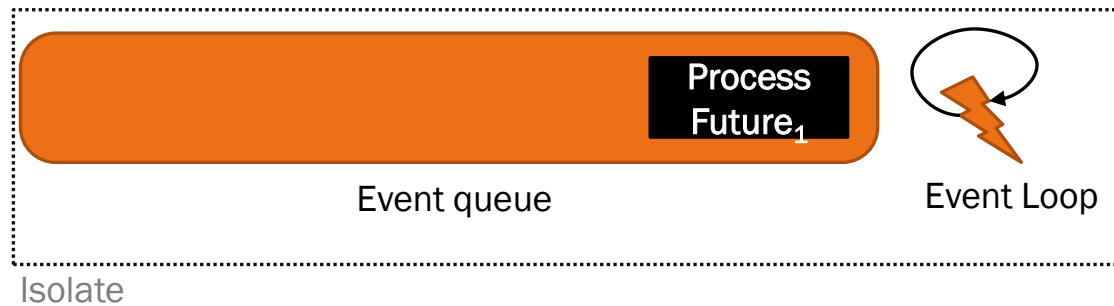 Process
Future₁
Event queue
Event Loop
Isolate